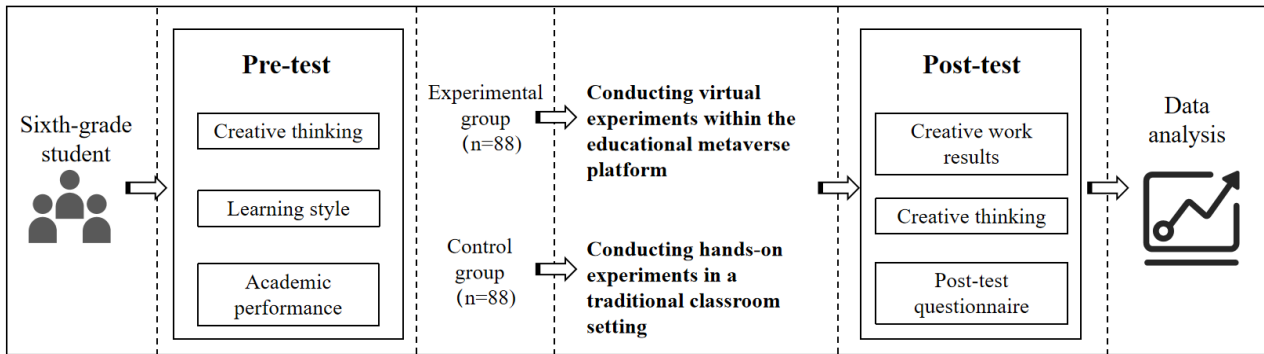 Sixth-grade
student
Pre-test
Creative thinking
Learning style
Academic
performance
Experimental
group
(n=88)
Control
group
(n=88)
Conducting virtual
experiments within the
educational metaverse
platform
Conducting hands-on
experiments in a
traditional classroom
setting
Post-test
Creative work
results
Creative thinking
Post-test
questionnaire
Data
analysis